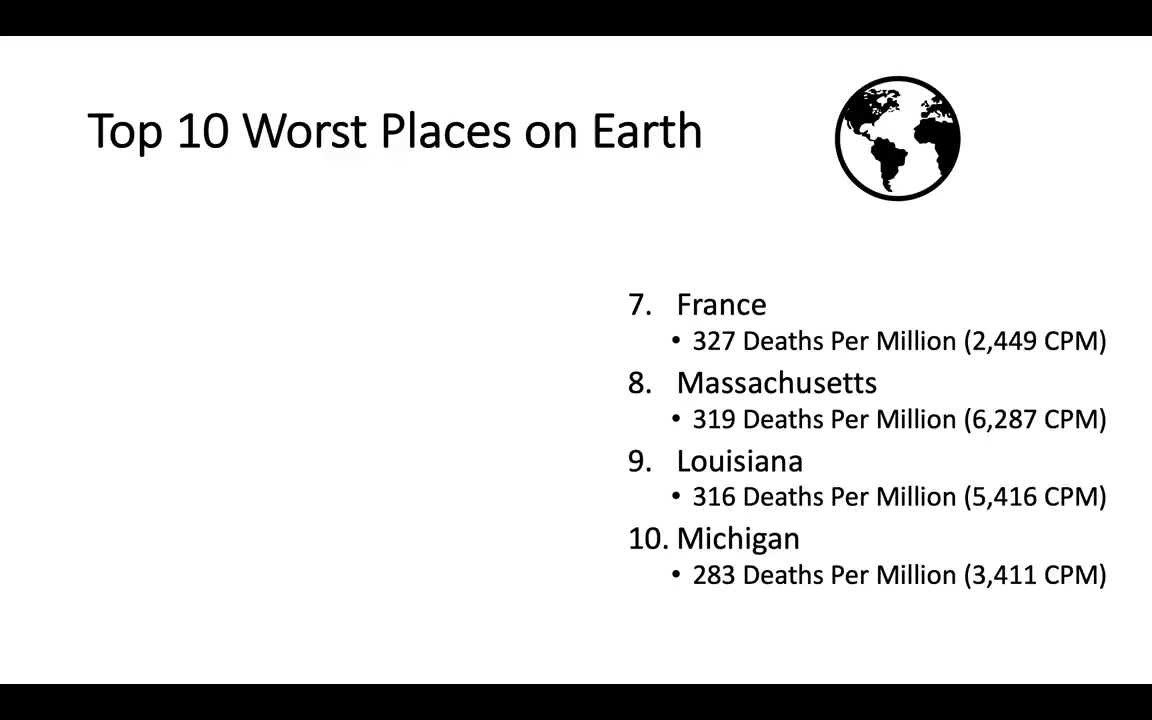 Top 10 Worst Places on Earth
7. France
• 327 Deaths Per Million (2,449 CPM)
8. Massachusetts
• 319 Deaths Per Million (6,287 CPM)
9. Louisiana
• 316 Deaths Per Million (5,416 CPM)
10. Michigan
• 283 Deaths Per Million (3,411 CPM)